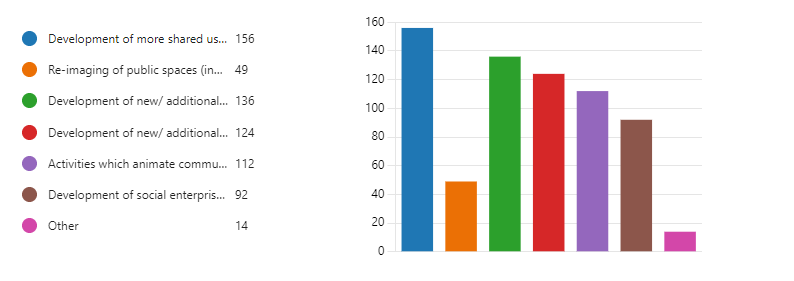 Development of more shared us... 156
Re-imaging of public spaces (in... 49
Development of new/ additional... 136
Development of new/ additional... 124
Activities which animate commu... 112
Development of social enterpris... 92
Other 14
160
140
120
100
80
60
40
20
0